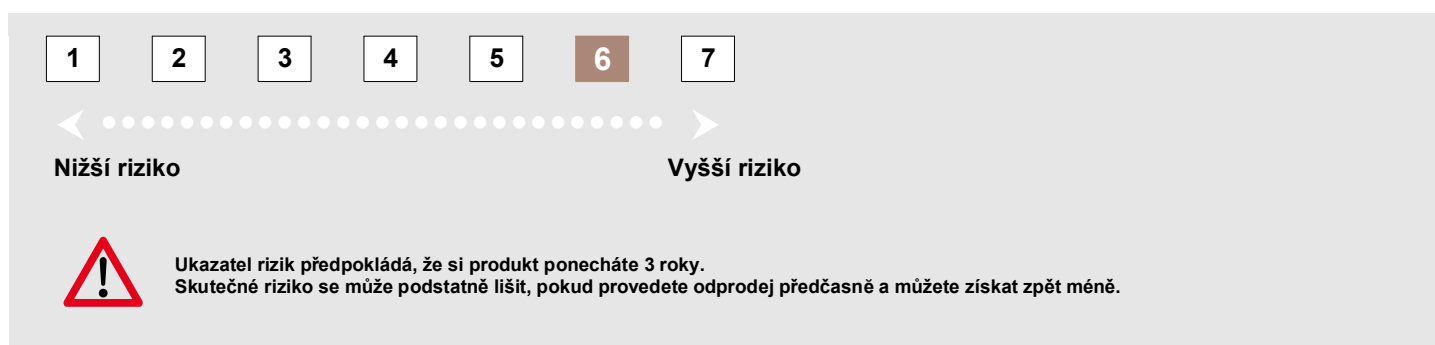 1 2 3 4 5 6 7
Nižší riziko Vyšší riziko
Ukazatel rizik předpokládá, že si produkt ponecháte 3 roky.
Skutečné riziko se může podstatně lišit, pokud provedete odprodej předčasně a můžete získat zpět méně.